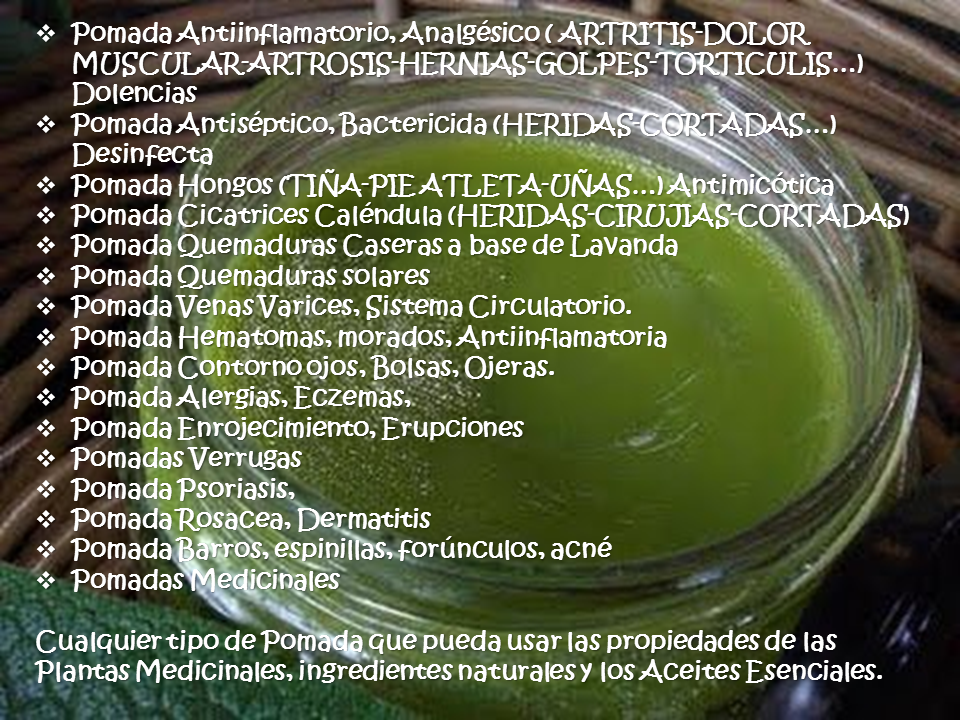 ❖ Pomada Antiinflamatorio, Analgésico ( ARTRITIS-DOLOR
MUSCULAR-ARTROSIS-HERNIAS-GOLPES-TORTICULIS...)
Dolencias
❖ Pomada Antiséptico, Bactericida (HERIDAS-CORTADAS...)
Desinfecta
❖ Pomada Hongos (TIÑA-PIE ATLETA-UÑAS...) Antimicótica
❖ Pomada Cicatrices Caléndula (HERIDAS-CIRUJIAS-CORTADAS)
❖ Pomada Quemaduras Caseras a base de Lavanda
❖ Pomada Quemaduras solares
❖ Pomada Venas Varices, Sistema Circulatorio.
❖ Pomada Hematomas, morados, Antiinflamatoria
❖ Pomada Contorno ojos, Bolsas, Ojeras.
❖ Pomada Alergias, Eczemas,
❖ Pomada Enrojecimiento, Erupciones
❖ Pomadas Verrugas
❖ Pomada Psoriasis,
❖ Pomada Rosacea, Dermatitis
❖ Pomada Barros, espinillas, forúnculos, acné
❖ Pomadas Medicinales
Cualquier tipo de Pomada que pueda usar las propiedades de las
Plantas Medicinales, ingredientes naturales y los Aceites Esenciales.